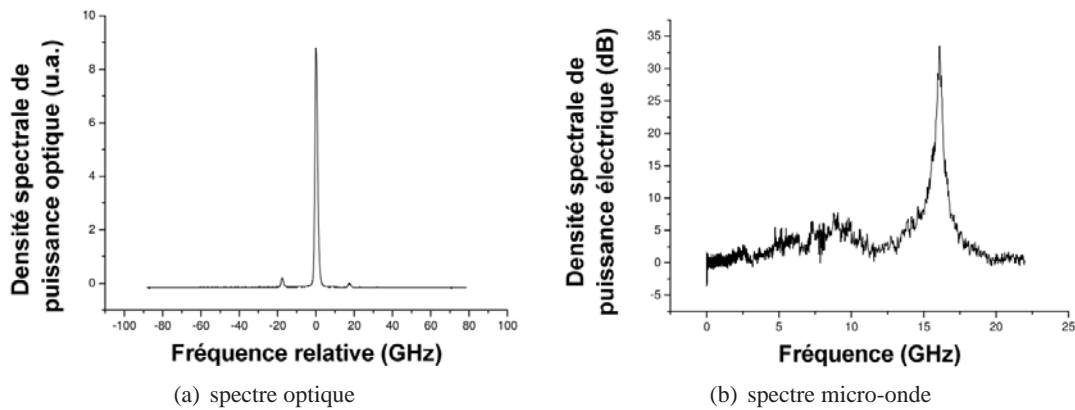 Densité spectrale de
puissance optique (u.a.)
10
8
6
4
2
0
-100 -80 -60 -40 -20 0 20 40 60 80 100
Fréquence relative (GHz)
(a) spectre optique
Densité spectrale de
puissance électrique (dB)
35
30
25
20
15
10
5
0
-5
0 5 10 15 20 25
Fréquence (GHz)
(b) spectre micro-onde